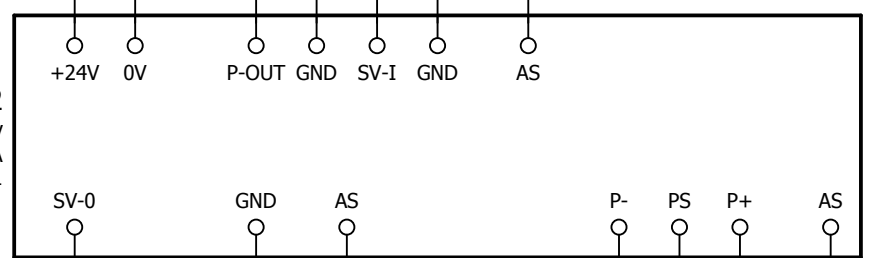 +24V 0V P-OUT GND SV-I GND AS
SV-0 GND AS P- PS P+ AS